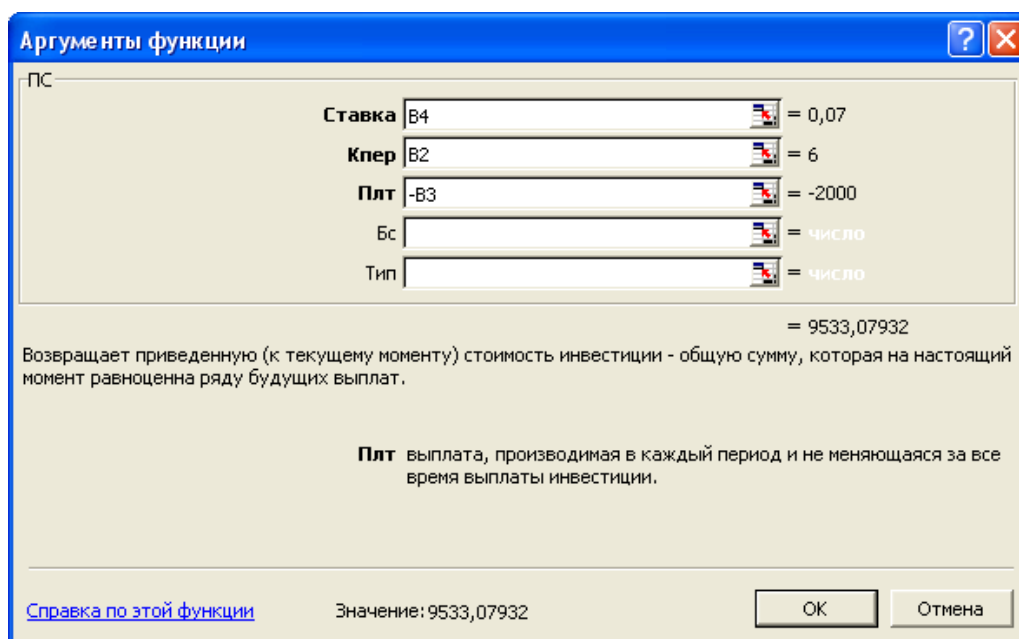 Аргументы функции
ПС
Ставка B4 = 0,07
Кпер B2 = 6
Плт -B3 = -2000
Бс = число
Тип = число
= 9533,07932
Возвращает приведенную (к текущему моменту) стоимость инвестиции - общую сумму, которая на настоящий
момент равноценна ряду будущих выплат.
Плт выплата, производимая в каждый период и не меняющаяся за все
время выплаты инвестиции.
Справка по этой функции Значение: 9533,07932 ОК Отмена